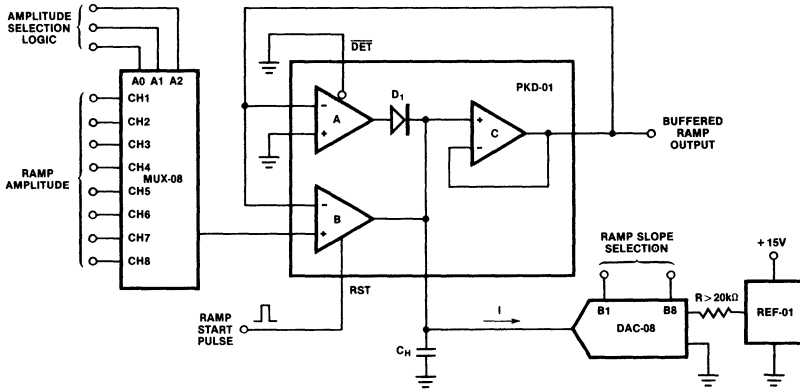 AMPLITUDE
SELECTION
LOGIC
A0 A1 A2
CH1
CH2
CH3
CH4
MUX-08
CH5
CH6
CH7
CH8
RAMP
AMPLITUDE
DET
PKD-01
D1
-
A
+
+
C
-
-
B
+
RST
BUFFERED
RAMP
OUTPUT
RAMP
START
PULSE
CH
I
RAMP SLOPE
SELECTION
B1 B8
DAC-08
R > 20kΩ
+15V
REF-01